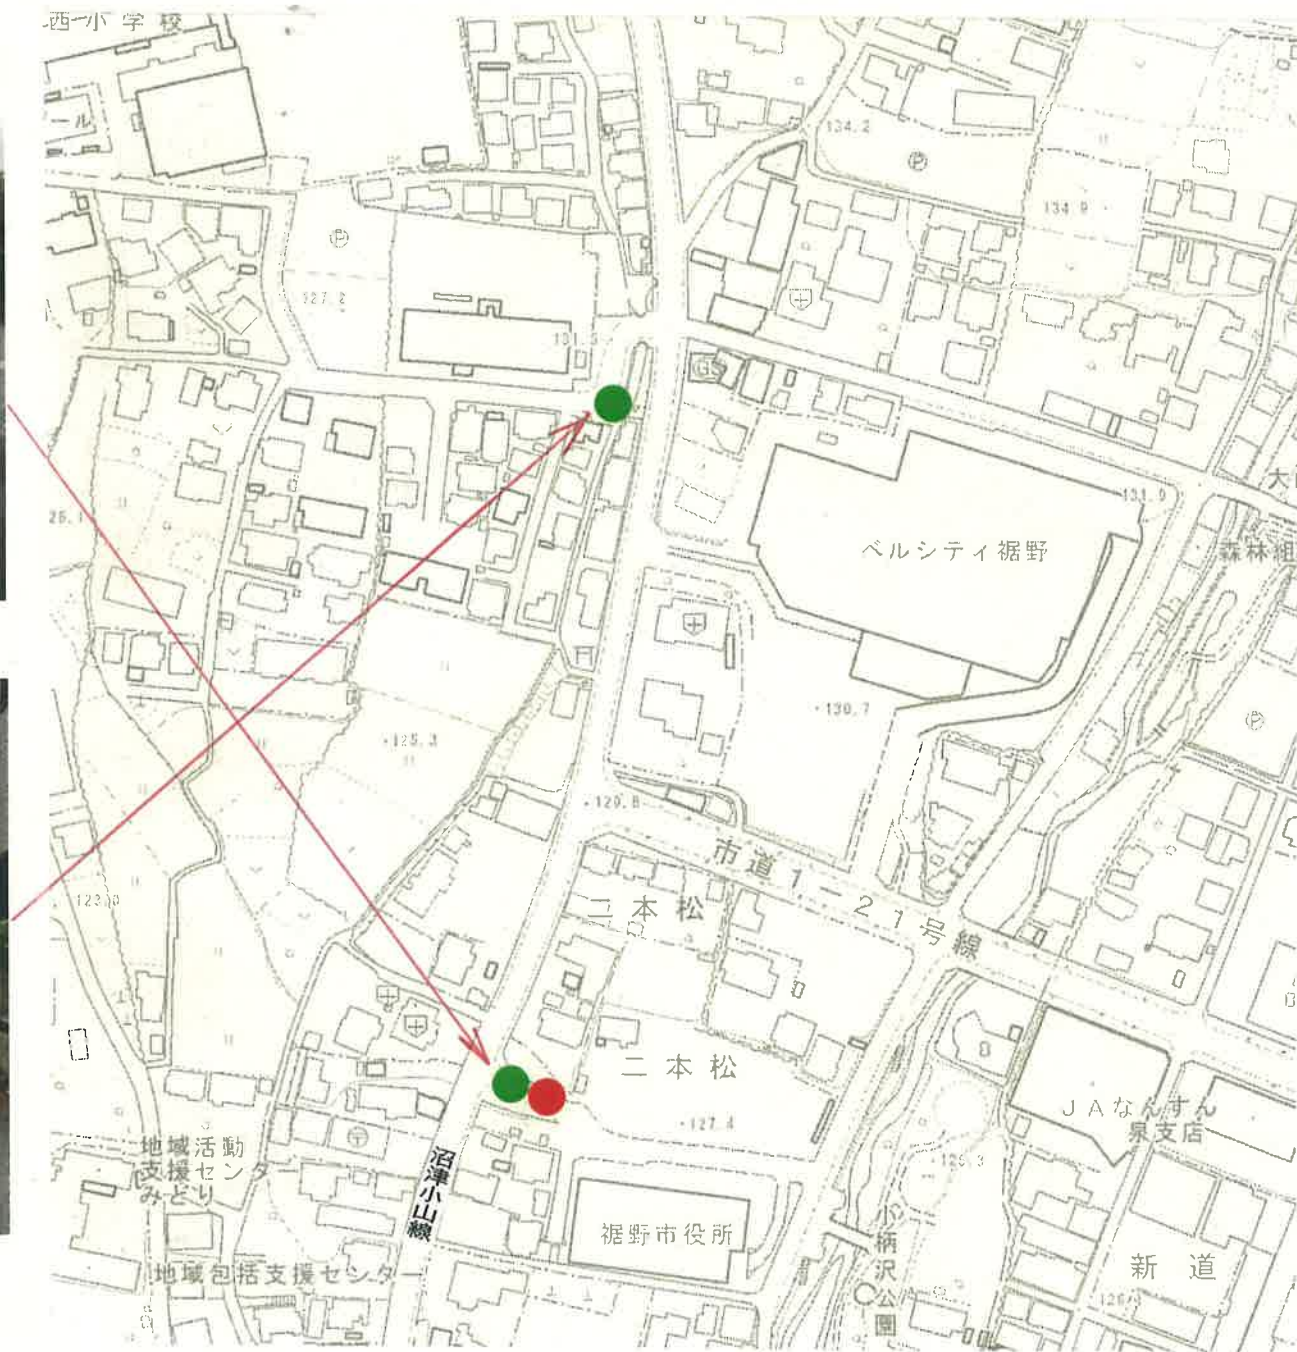 西小学校
ール
134.2
Ⓟ
134.9
Ⓟ
127.2
131.5
GS
131.9
ベルシティ裾野
森林組
130.7
Ⓟ
125.3
129.8
市道1-21号線
二本松
二本松
127.4
JAなんすん
泉支店
地域活動
支援センター
みどり
沼津小山線
裾野市役所
小柄沢公園
新道
地域包括支援センター